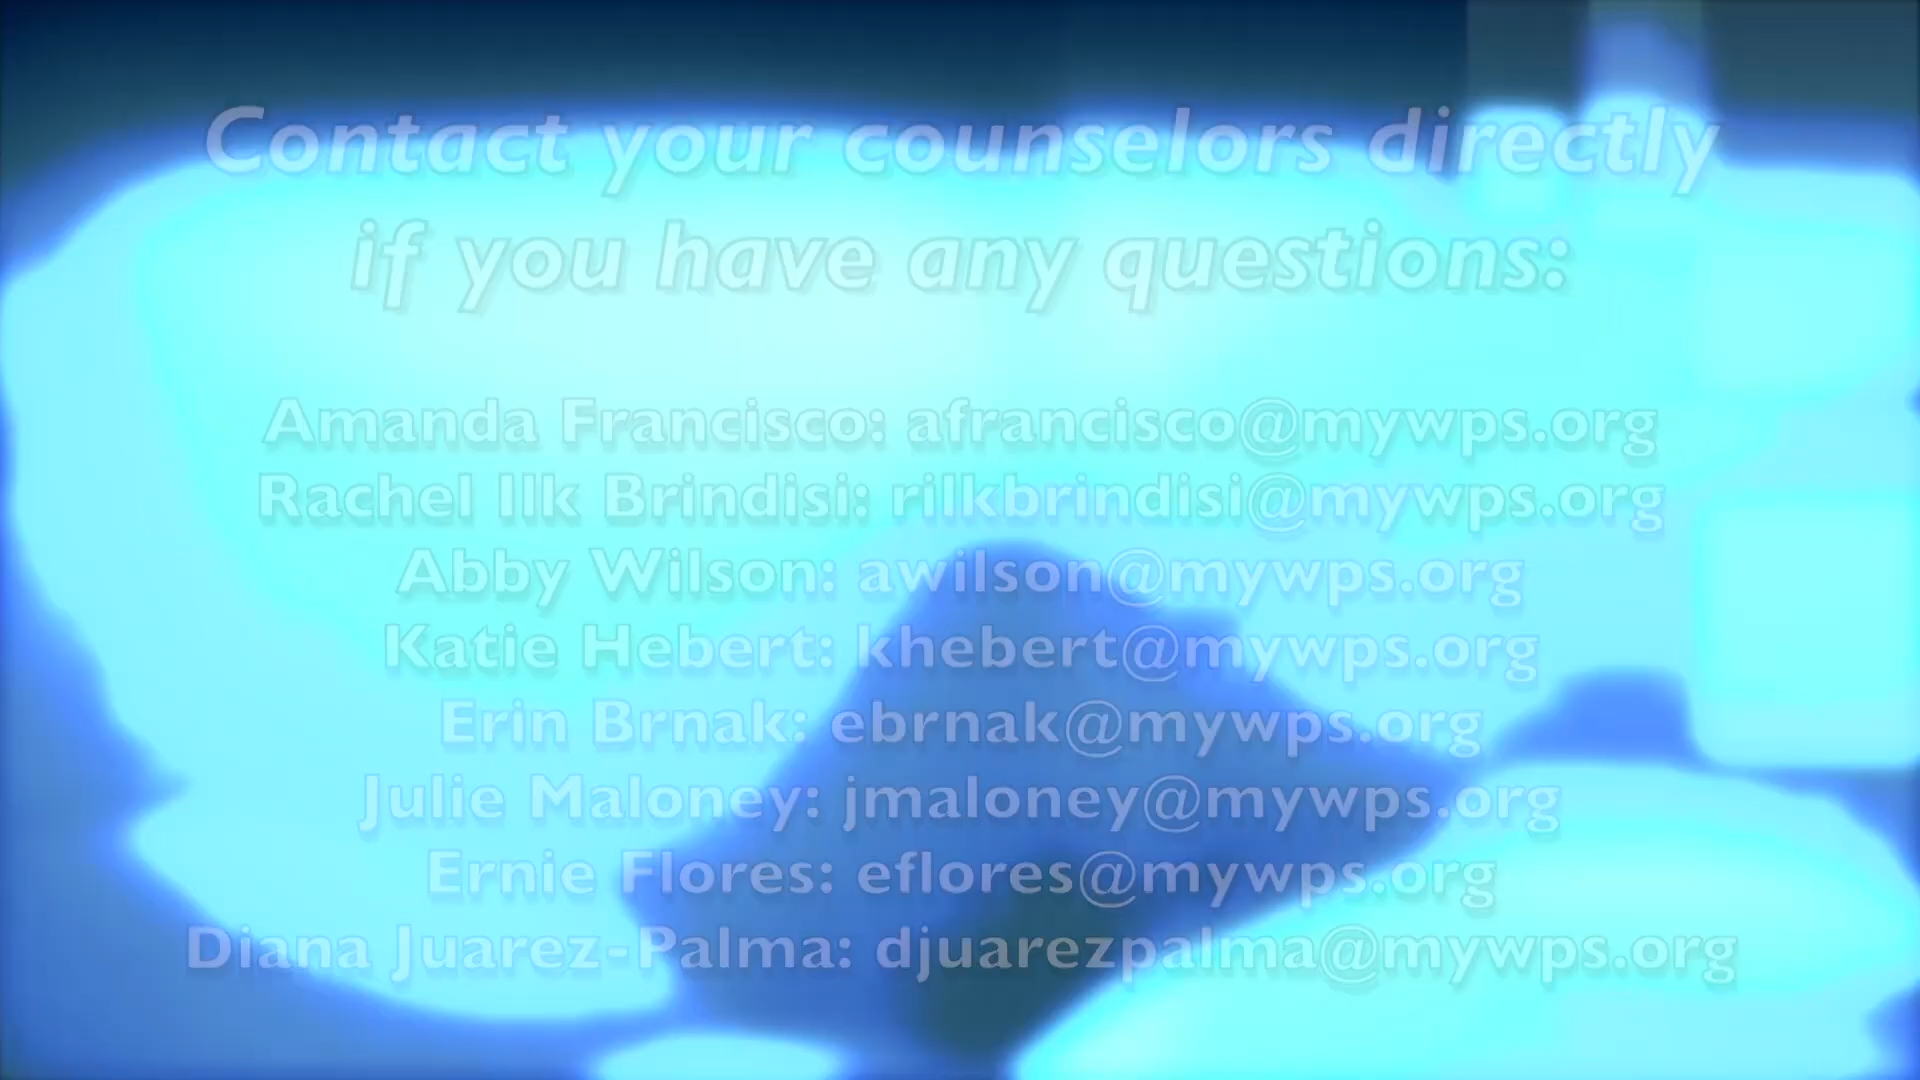 Contact your counselors directly
if you have any questions:
Amanda Francisco: afrancisco@mywps.org
Rachel Ilk Brindisi: rilkbrindisi@mywps.org
Abby Wilson: awilson@mywps.org
Katie Hebert: khebert@mywps.org
Erin Brnak: ebrnak@mywps.org
Julie Maloney: jmaloney@mywps.org
Ernie Flores: eflores@mywps.org
Diana Juarez-Palma: djuarezpalma@mywps.org